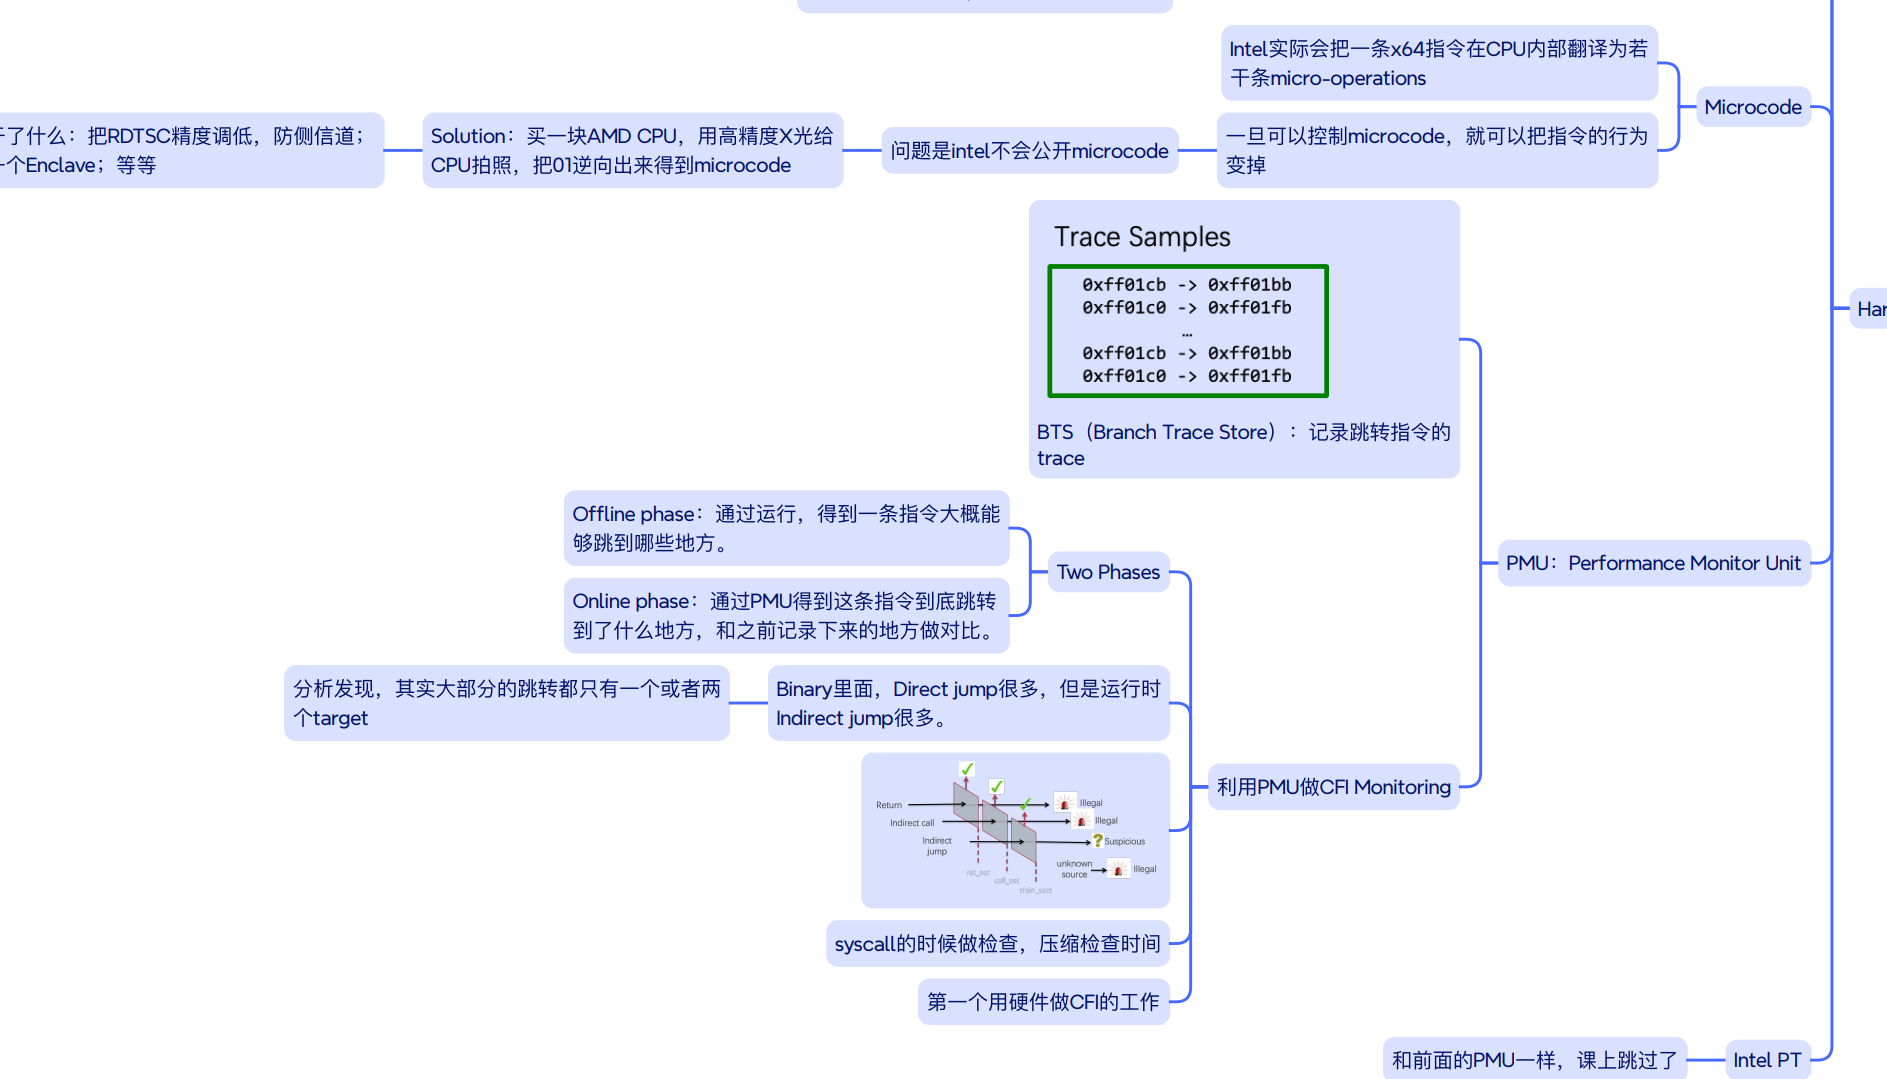 Intel实际会把一条x64指令在CPU内部翻译为若
干条micro-operations
Microcode
了什么：把RDTSC精度调低，防侧信道；
个Enclave；等等
Solution：买一块AMD CPU，用高精度X光给
CPU拍照，把01逆向出来得到microcode
问题是intel不会公开microcode
一旦可以控制microcode，就可以把指令的行为
变掉
Trace Samples
0xff01cb -> 0xff01bb
0xff01c0 -> 0xff01fb
…
0xff01cb -> 0xff01bb
0xff01c0 -> 0xff01fb
BTS（Branch Trace Store）：记录跳转指令的
trace
Har
Offline phase：通过运行，得到一条指令大概能
够跳到哪些地方。
Two Phases
Online phase：通过PMU得到这条指令到底跳转
到了什么地方，和之前记录下来的地方做对比。
PMU：Performance Monitor Unit
分析发现，其实大部分的跳转都只有一个或者两
个target
Binary里面，Direct jump很多，但是运行时
Indirect jump很多。
利用PMU做CFI Monitoring
Return
Illegal
Indirect call
Illegal
Indirect
jump
Suspicious
unknown
source
Illegal
ret_set
call_set
train_sets
syscall的时候做检查，压缩检查时间
第一个用硬件做CFI的工作
和前面的PMU一样，课上跳过了
Intel PT